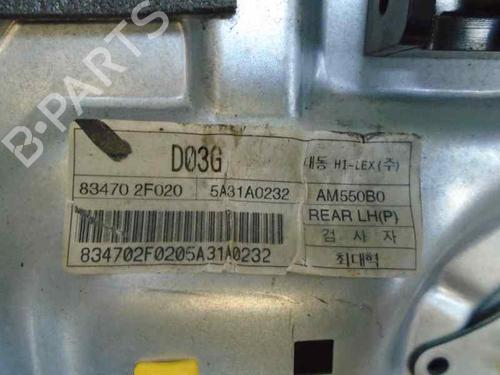 B-PARTS
D03G
대동 HI-LEX(주)
83470 2F020 5A31A0232 AM550B0
REAR LH(P)
834702F0205A31A0232
검 사 자
최대혁